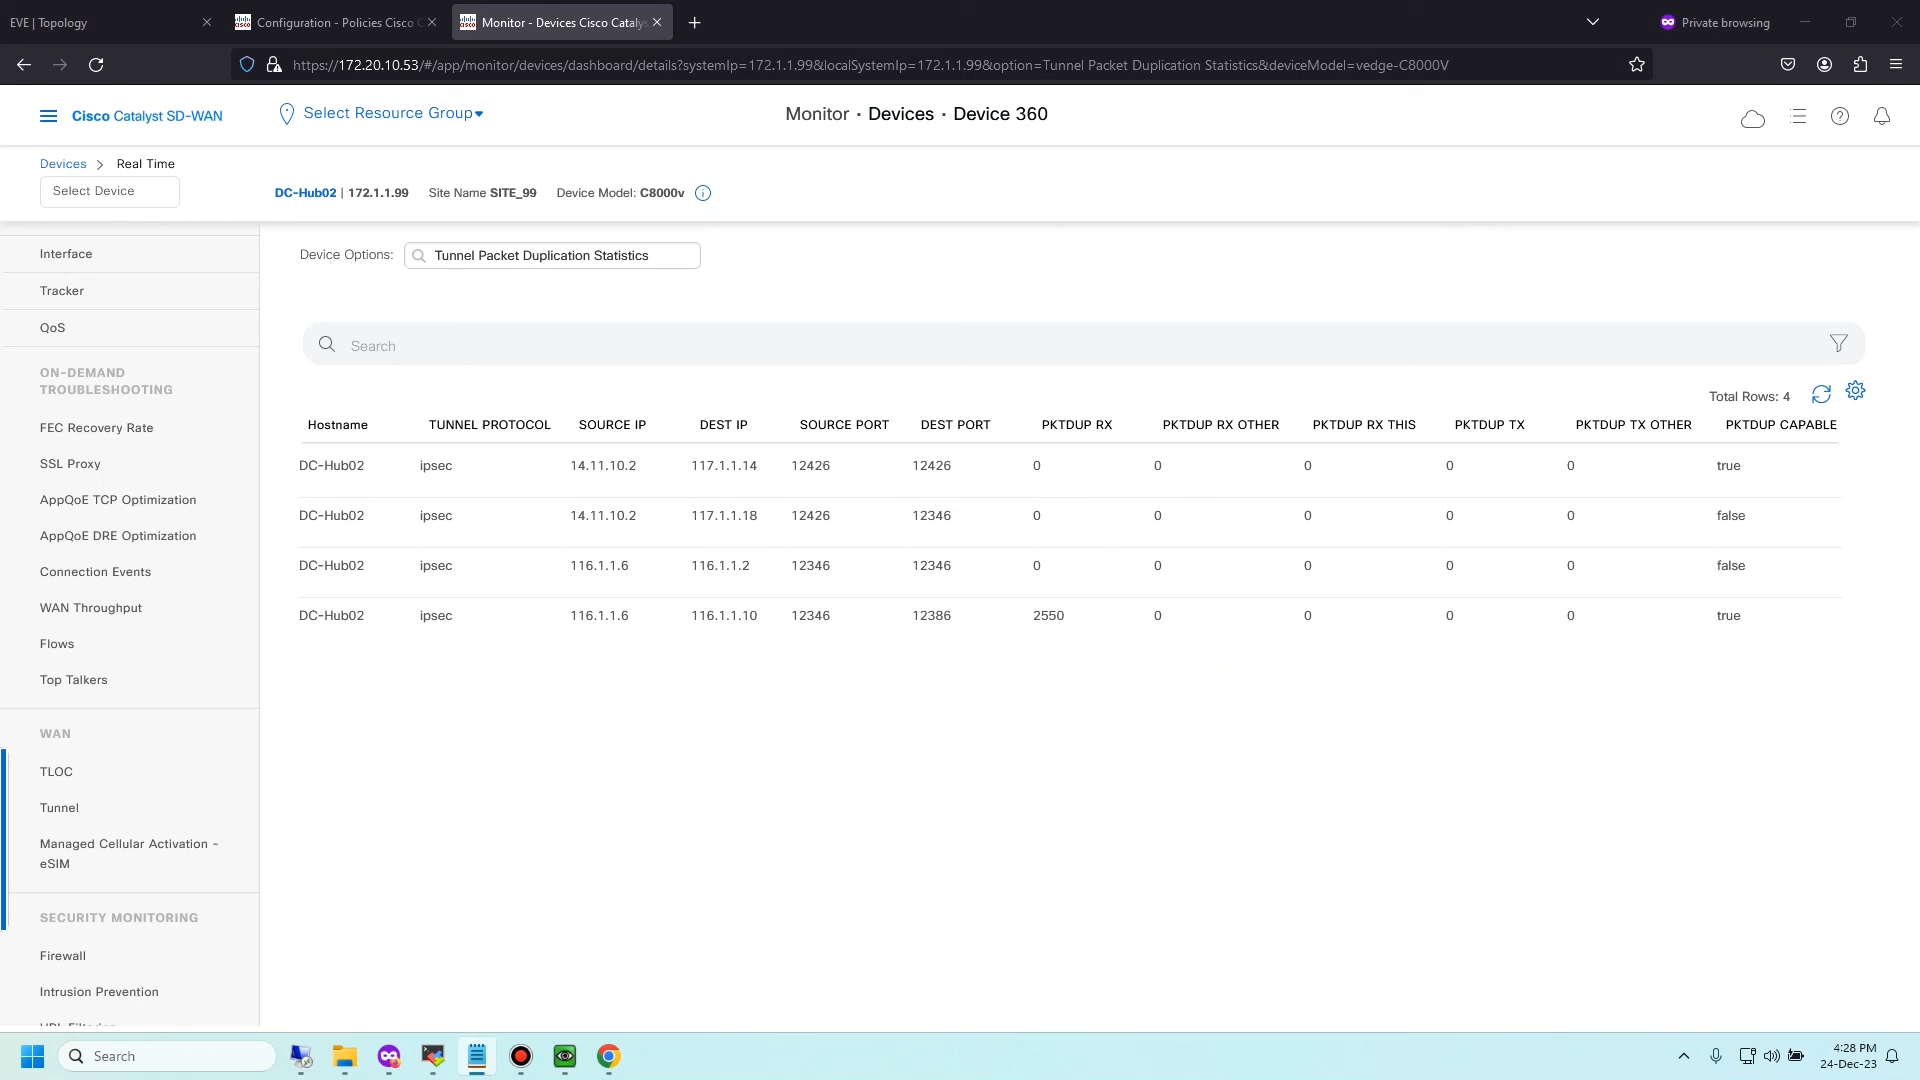 EVE | Topology
Configuration - Policies Cisco C
Monitor - Devices Cisco Catalys
Private browsing
https://172.20.10.53/#/app/monitor/devices/dashboard/details?systemIp=172.1.1.99&localSystemIp=172.1.1.99&option=Tunnel Packet Duplication Statistics&deviceModel=vedge-C8000V
Cisco Catalyst SD-WAN
Select Resource Group▾
Monitor · Devices · Device 360
Devices > Real Time
Select Device
DC-Hub02 | 172.1.1.99 Site Name SITE_99 Device Model: C8000v
Interface
Tracker
QoS
ON-DEMAND
TROUBLESHOOTING
FEC Recovery Rate
SSL Proxy
AppQoE TCP Optimization
AppQoE DRE Optimization
Connection Events
WAN Throughput
Flows
Top Talkers
WAN
TLOC
Tunnel
Managed Cellular Activation -
eSIM
SECURITY MONITORING
Firewall
Intrusion Prevention
Device Options: Tunnel Packet Duplication Statistics
Search
Total Rows: 4
Hostname TUNNEL PROTOCOL SOURCE IP DEST IP SOURCE PORT DEST PORT PKTDUP RX PKTDUP RX OTHER PKTDUP RX THIS PKTDUP TX PKTDUP TX OTHER PKTDUP CAPABLE
DC-Hub02 ipsec 14.11.10.2 117.1.1.14 12426 12426 0 0 0 0 0 true
DC-Hub02 ipsec 14.11.10.2 117.1.1.18 12426 12346 0 0 0 0 0 false
DC-Hub02 ipsec 116.1.1.6 116.1.1.2 12346 12346 0 0 0 0 0 false
DC-Hub02 ipsec 116.1.1.6 116.1.1.10 12346 12386 2550 0 0 0 0 true
Search
4:28 PM
24-Dec-23